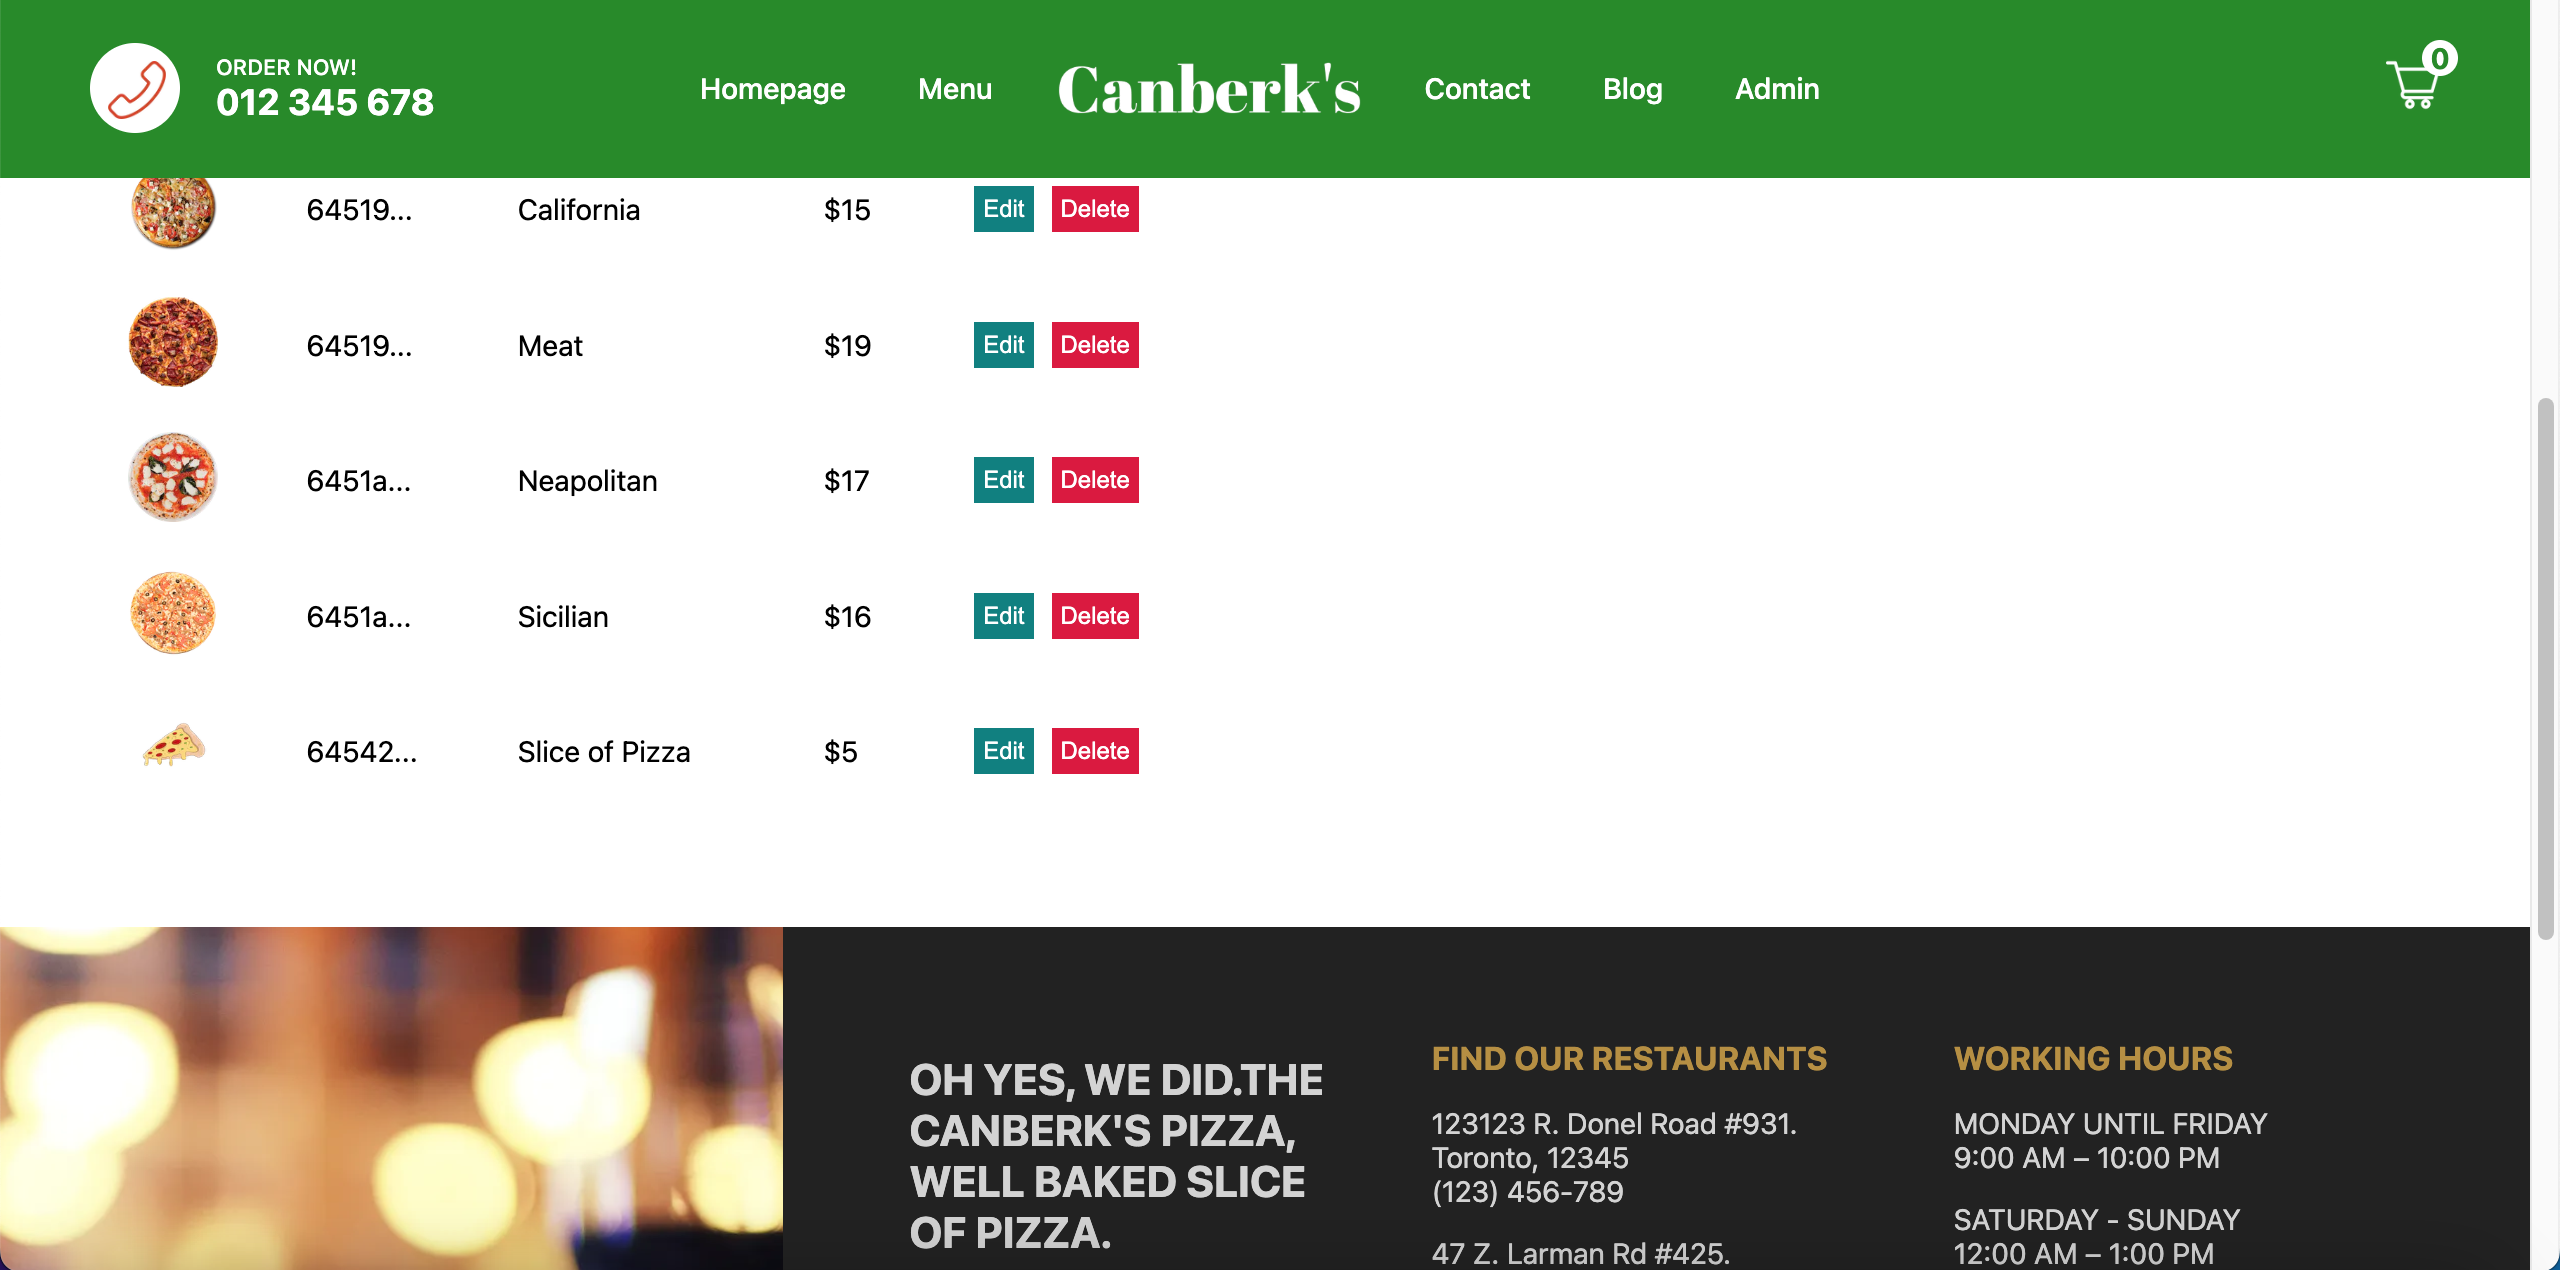 ORDER NOW!
012 345 678
Homepage
Menu
Canberk's
Contact
Blog
Admin
0
64519... California $15 Edit Delete
64519... Meat $19 Edit Delete
6451a... Neapolitan $17 Edit Delete
6451a... Sicilian $16 Edit Delete
64542... Slice of Pizza $5 Edit Delete
OH YES, WE DID.THE
CANBERK'S PIZZA,
WELL BAKED SLICE
OF PIZZA.
FIND OUR RESTAURANTS
123123 R. Donel Road #931.
Toronto, 12345
(123) 456-789
47 Z. Larman Rd #425.
WORKING HOURS
MONDAY UNTIL FRIDAY
9:00 AM – 10:00 PM
SATURDAY - SUNDAY
12:00 AM – 1:00 PM